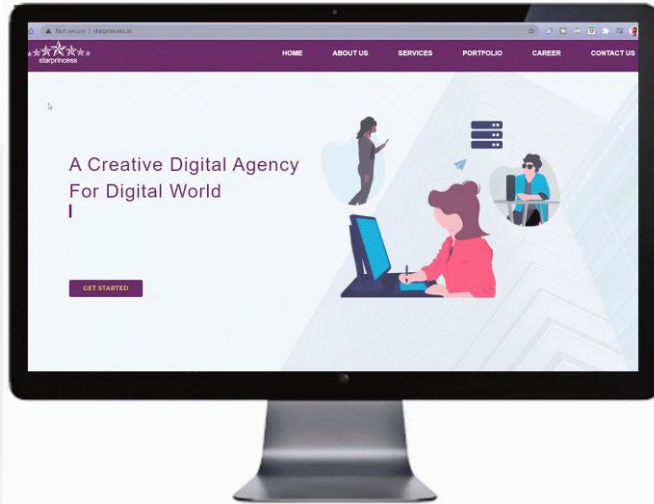 Not secure | starprincess.in
starprincess
HOME ABOUT US SERVICES PORTFOLIO CAREER CONTACT US
A Creative Digital Agency
For Digital World
GET STARTED